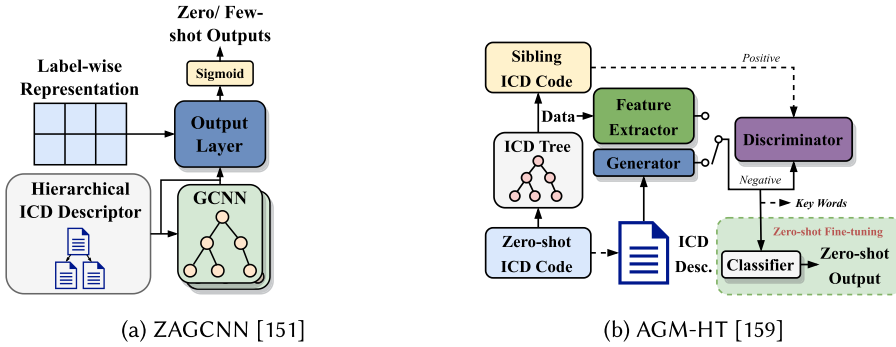 Zero/ Few-
shot Outputs
Sigmoid
Label-wise
Representation
Output
Layer
Hierarchical
ICD Descriptor
GCNN
(a) ZAGCNN [151]
Sibling
ICD Code
Positive
Data
Feature
Extractor
ICD Tree
Generator
Discriminator
Negative
Key Words
Zero-shot
ICD Code
ICD
Desc.
Zero-shot Fine-tuning
Classifier
Zero-shot
Output
(b) AGM-HT [159]